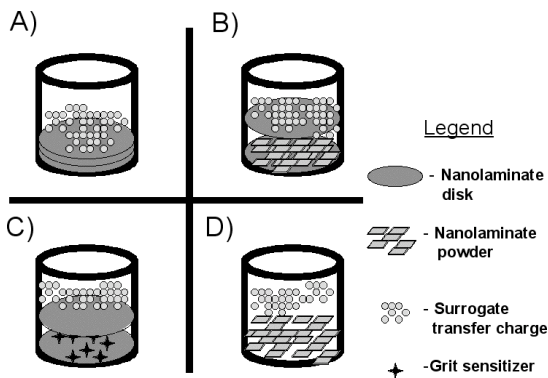 A)
B)
Legend
- Nanolaminate
disk
C)
D)
- Nanolaminate
powder
- Surrogate
transfer charge
-Grit sensitizer